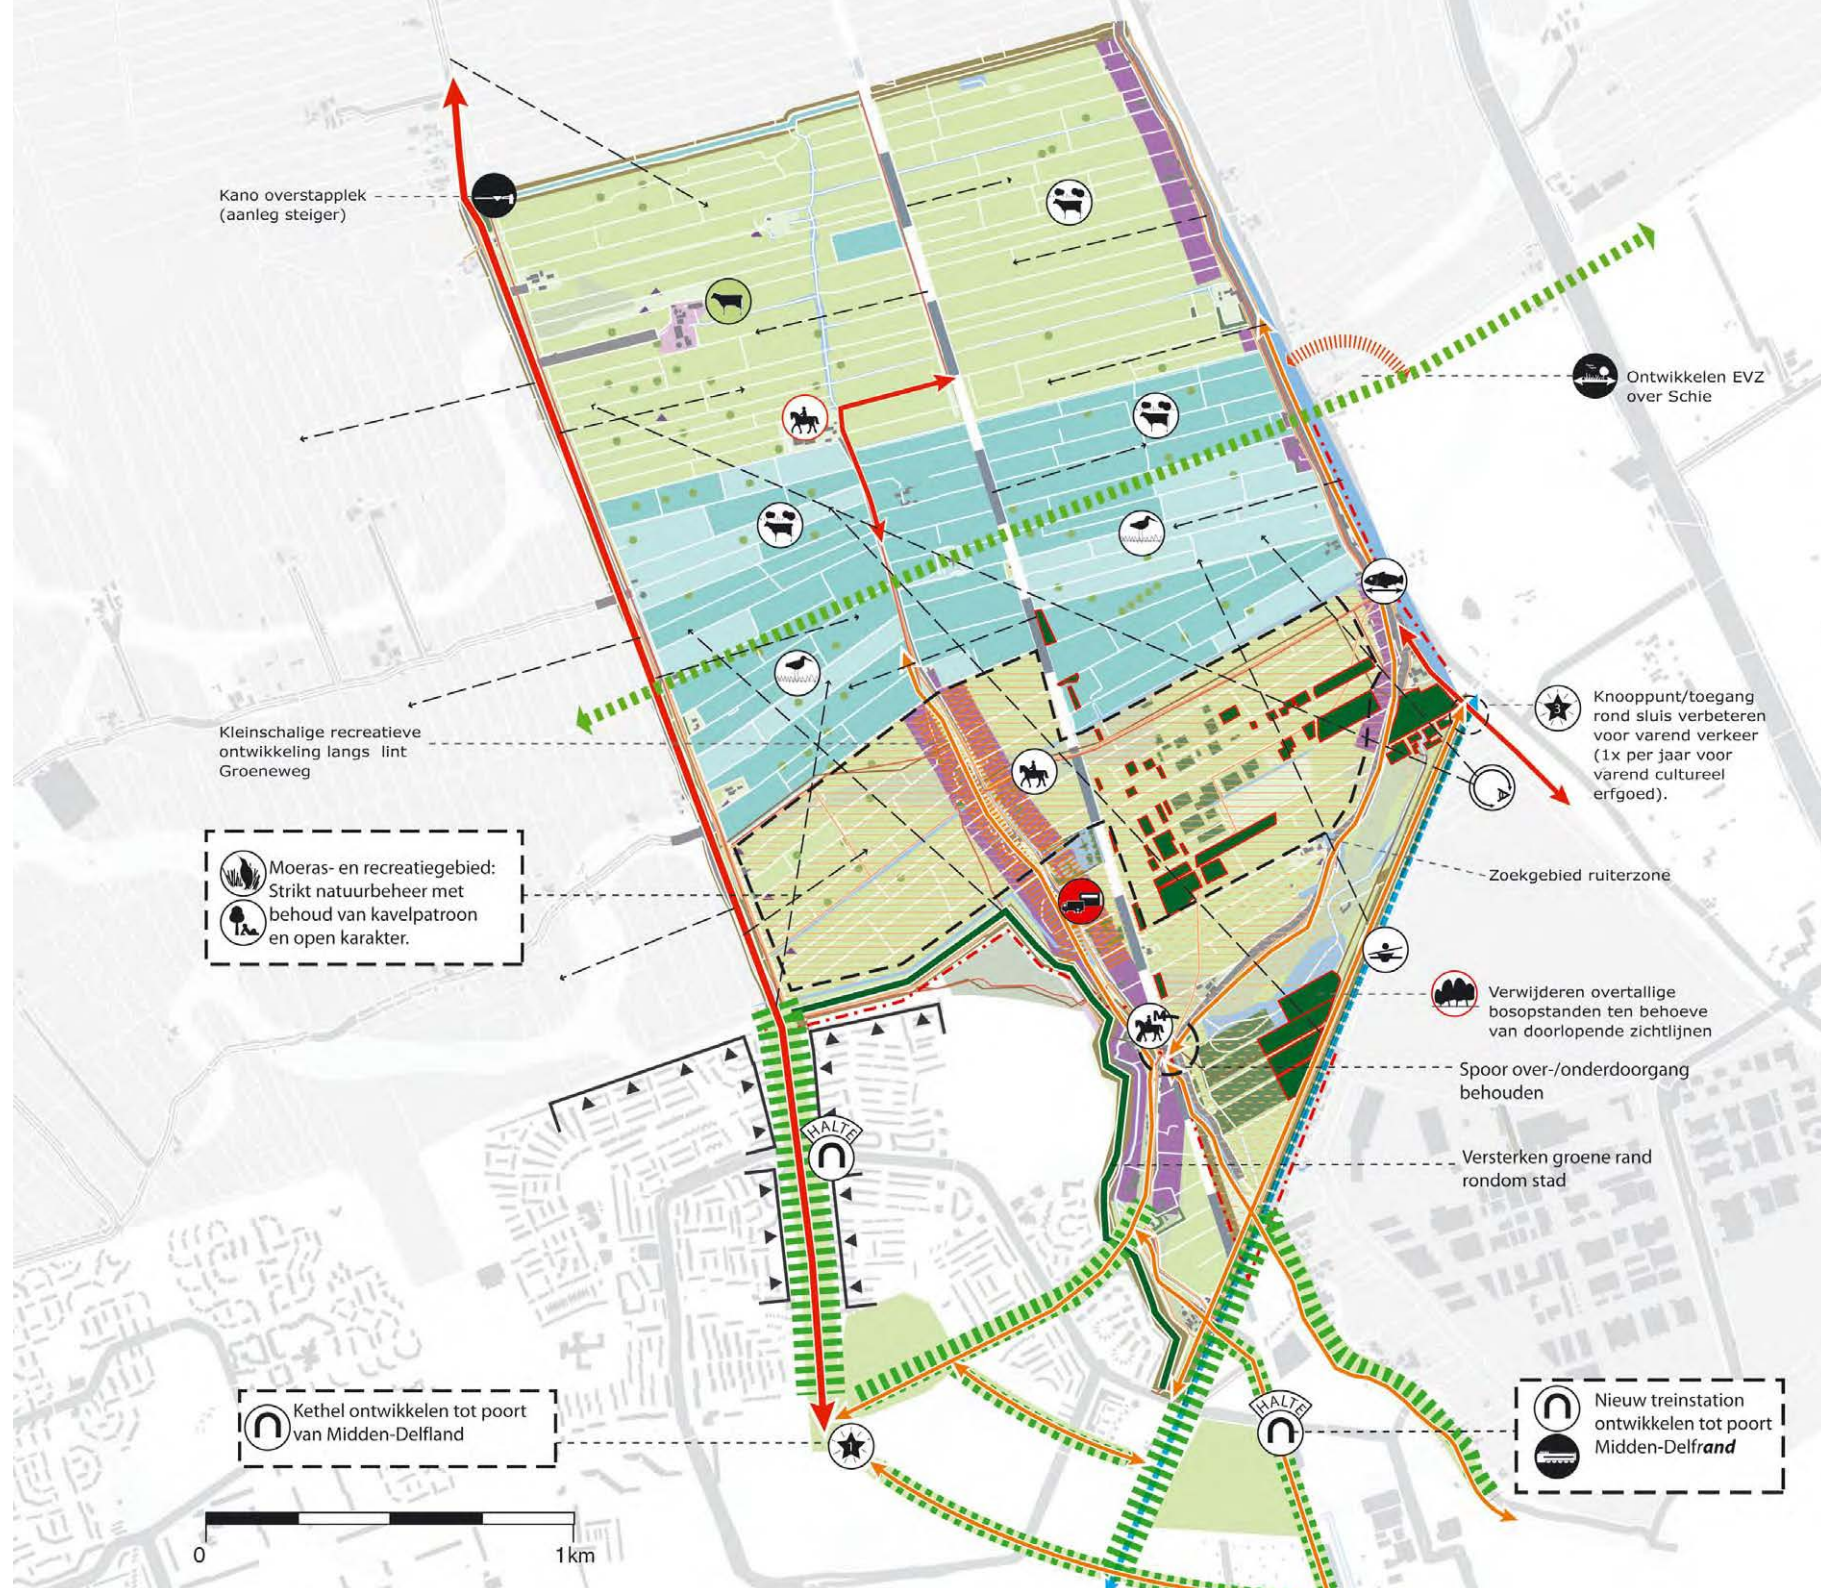 Kano overstapplek
(aanleg steiger)
Ontwikkelen EVZ
over Schie
Knooppunt/toegang
rond sluis verbeteren
voor varend verkeer
(1x per jaar voor
varend cultureel
erfgoed).
3
Kleinschalige recreatieve
ontwikkeling langs lint
Groeneweg
Moeras- en recreatiegebied:
Strikt natuurbeheer met
behoud van kavelpatroon
en open karakter.
Zoekgebied ruiterzone
Verwijderen overtallige
bosopstanden ten behoeve
van doorlopende zichtlijnen
M
Spoor over-/onderdoorgang
behouden
HALTE
Versterken groene rand
rondom stad
Kethel ontwikkelen tot poort
van Midden-Delfland
1
HALTE
Nieuw treinstation
ontwikkelen tot poort
Midden-Delfrand
0
1km